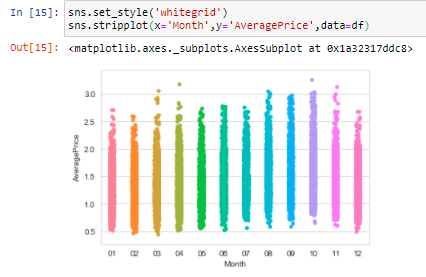 In [15]: sns.set_style('whitegrid')
sns.stripplot(x='Month',y='AveragePrice',data=df)
Out[15]: <matplotlib.axes._subplots.AxesSubplot at 0x1a32317ddc8>
3.0
2.5
2.0
1.5
1.0
0.5
AveragePrice
01 02 03 04 05 06 07 08 09 10 11 12
Month